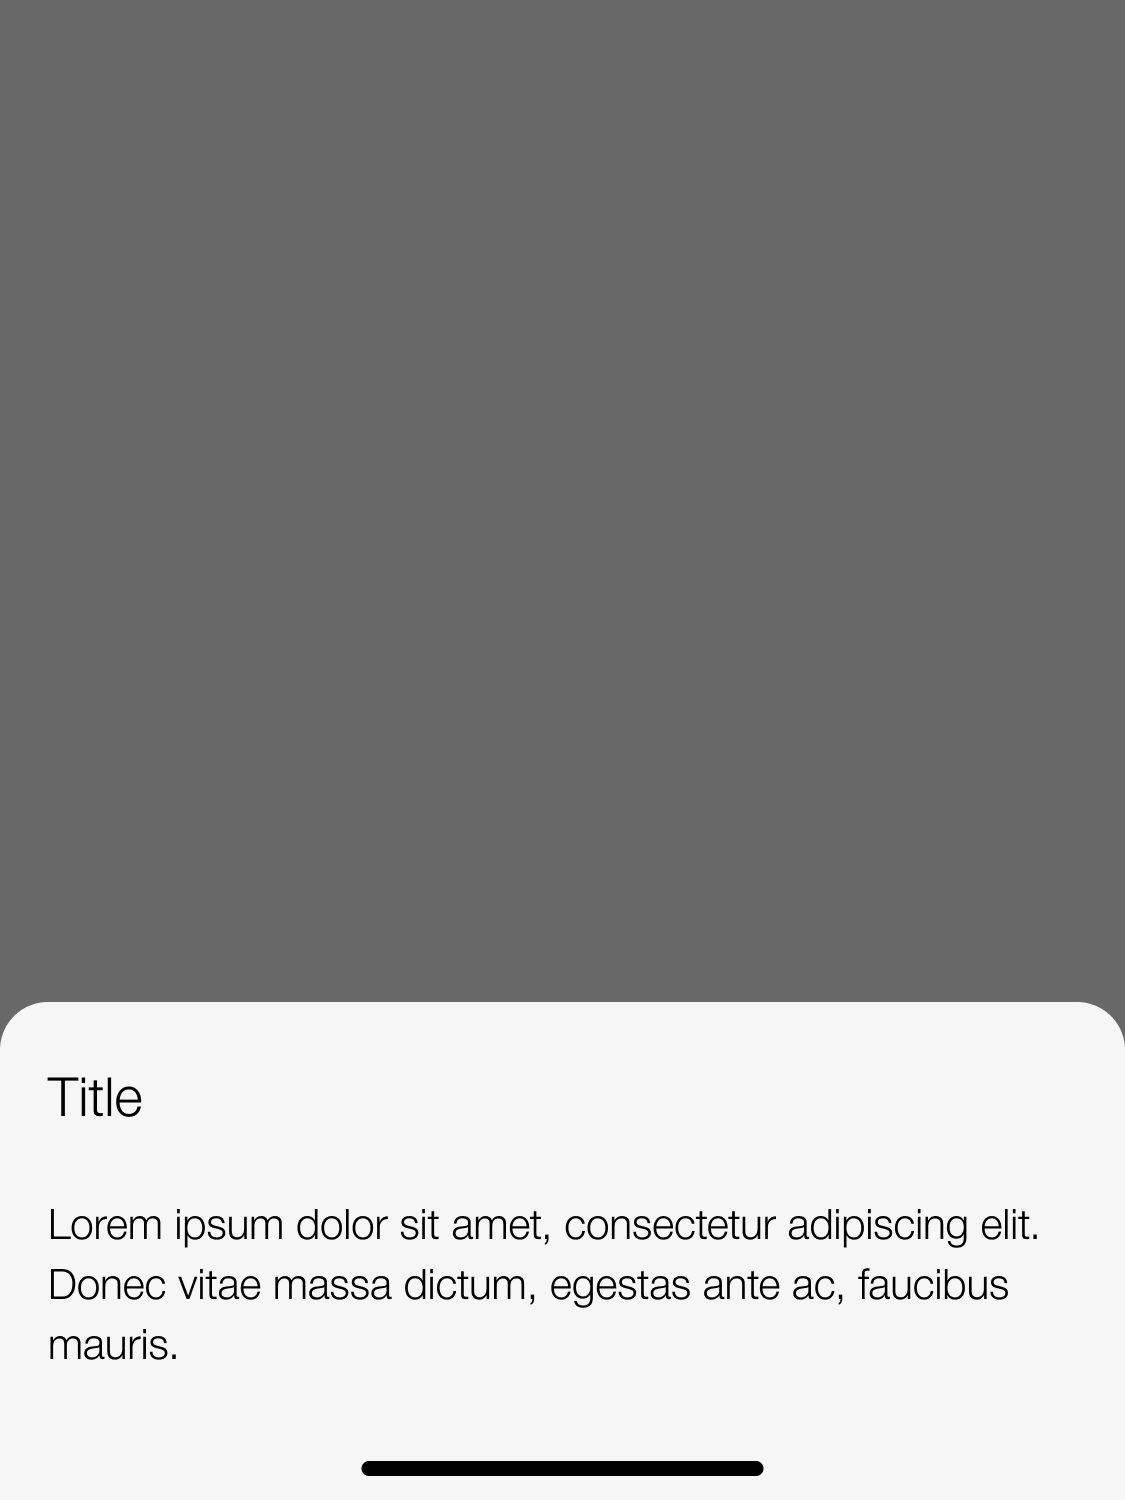 Title
Lorem ipsum dolor sit amet, consectetur adipiscing elit.
Donec vitae massa dictum, egestas ante ac, faucibus
mauris.